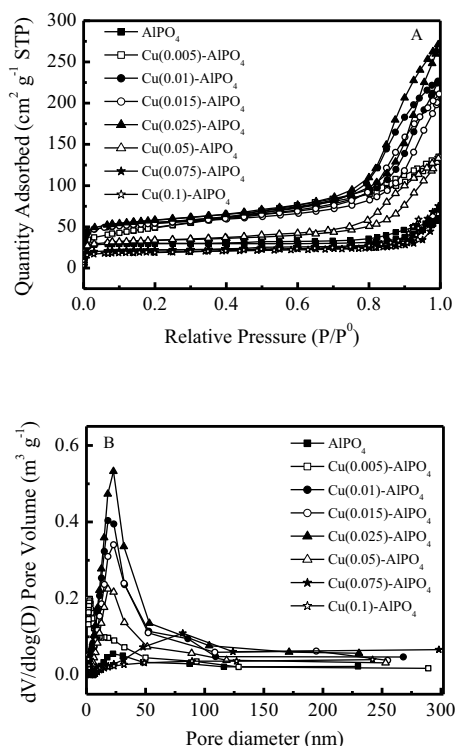 A
AlPO4
Cu(0.005)-AlPO4
Cu(0.01)-AlPO4
Cu(0.015)-AlPO4
Cu(0.025)-AlPO4
Cu(0.05)-AlPO4
Cu(0.075)-AlPO4
Cu(0.1)-AlPO4
300
250
200
150
100
50
0
Quantity Adsorbed (cm² g⁻¹ STP)
0.0 0.2 0.4 0.6 0.8 1.0
Relative Pressure (P/P⁰)
B
AlPO4
Cu(0.005)-AlPO4
Cu(0.01)-AlPO4
Cu(0.015)-AlPO4
Cu(0.025)-AlPO4
Cu(0.05)-AlPO4
Cu(0.075)-AlPO4
Cu(0.1)-AlPO4
0.6
0.4
0.2
0.0
dV/dlog(D) Pore Volume (m³ g⁻¹)
0 50 100 150 200 250 300
Pore diameter (nm)